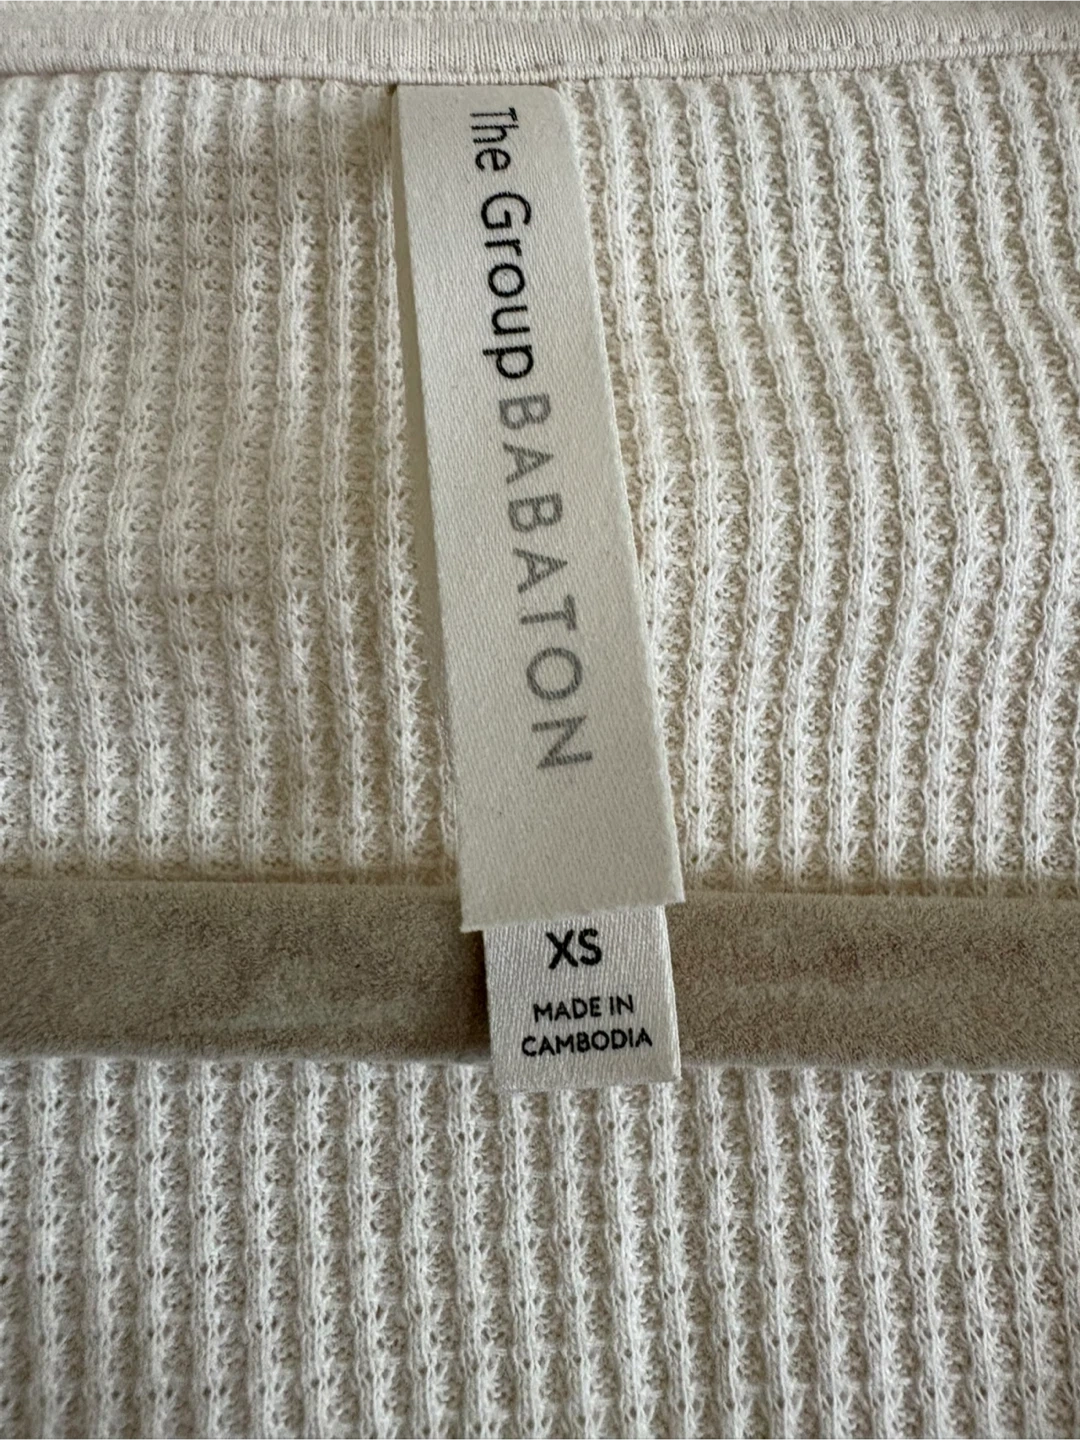 The Group BABATON
XS
MADE IN
CAMBODIA